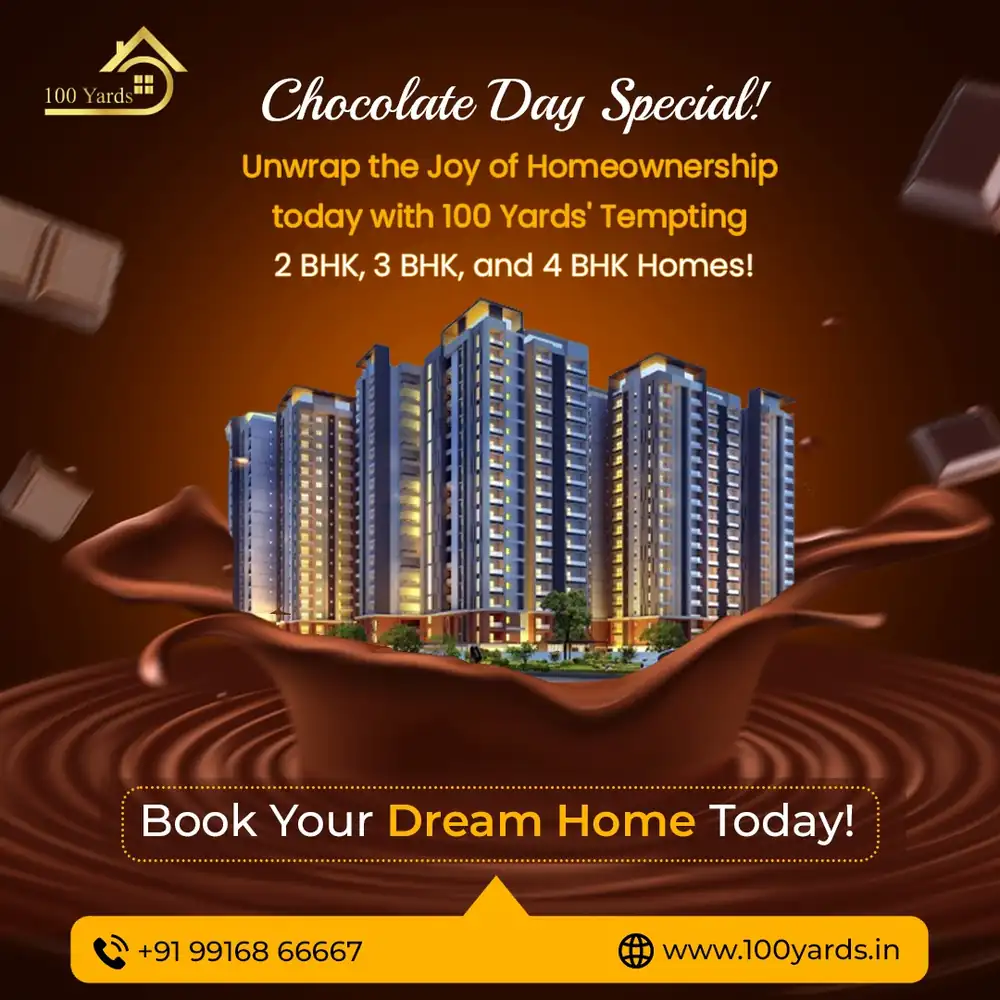 100 Yards
Chocolate Day Special!
Unwrap the Joy of Homeownership
today with 100 Yards' Tempting
2 BHK, 3 BHK, and 4 BHK Homes!
Book Your Dream Home Today!
+91 99168 66667
www.100yards.in